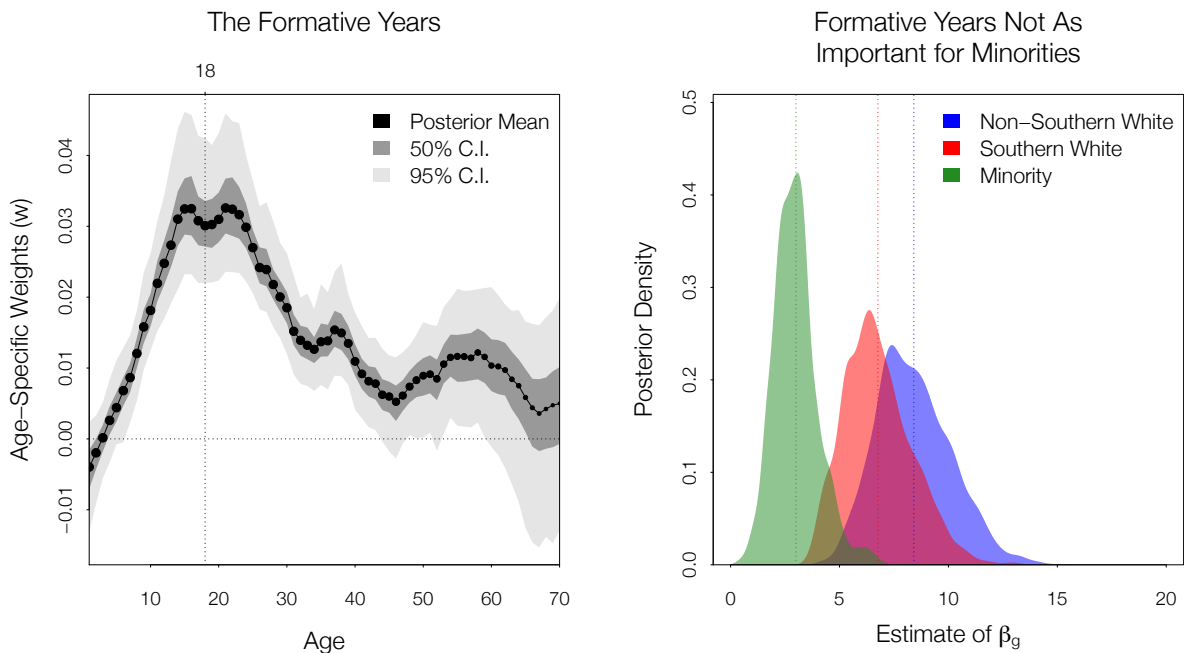 The Formative Years
18
Posterior Mean
50% C.I.
95% C.I.
Age−Specific Weights (w)
0.04
0.03
0.02
0.01
0.00
−0.01
10 20 30 40 50 60 70
Age
Formative Years Not As
Important for Minorities
Non−Southern White
Southern White
Minority
Posterior Density
0.5
0.4
0.3
0.2
0.1
0.0
0 5 10 15 20
Estimate of βg